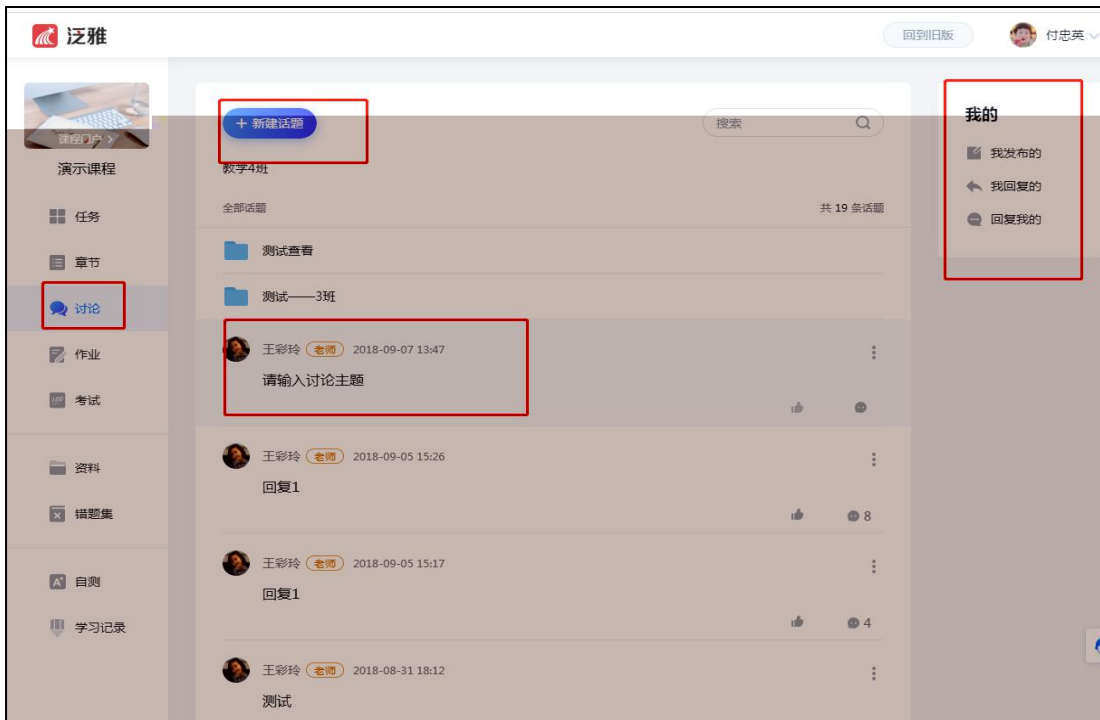 泛雅
回到旧版
付忠英
课程门户 >
演示课程
任务
章节
讨论
作业
考试
资料
错题集
自测
学习记录
+ 新建话题
搜索
教学4班
全部话题
共 19 条话题
测试查看
测试——3班
王彩玲 老师 2018-09-07 13:47
请输入讨论主题
王彩玲 老师 2018-09-05 15:26
回复1
8
王彩玲 老师 2018-09-05 15:17
回复1
4
王彩玲 老师 2018-08-31 18:12
测试
我的
我发布的
我回复的
回复我的